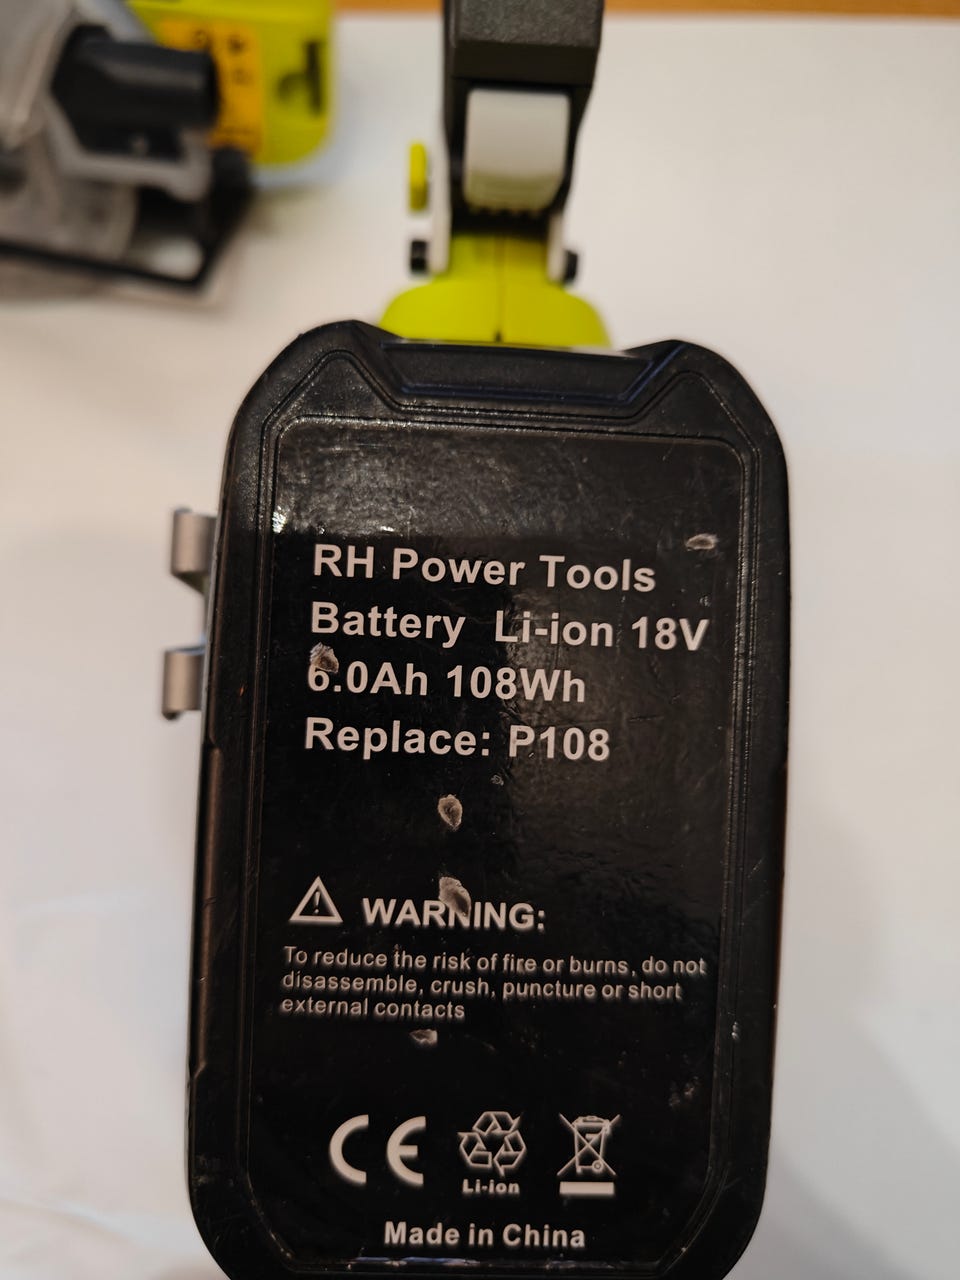 RH Power Tools
Battery Li-ion 18V
6.0Ah 108Wh
Replace: P108
WARNING:
To reduce the risk of fire or burns, do not
disassemble, crush, puncture or short
external contacts
CE
Li-ion
Made in China